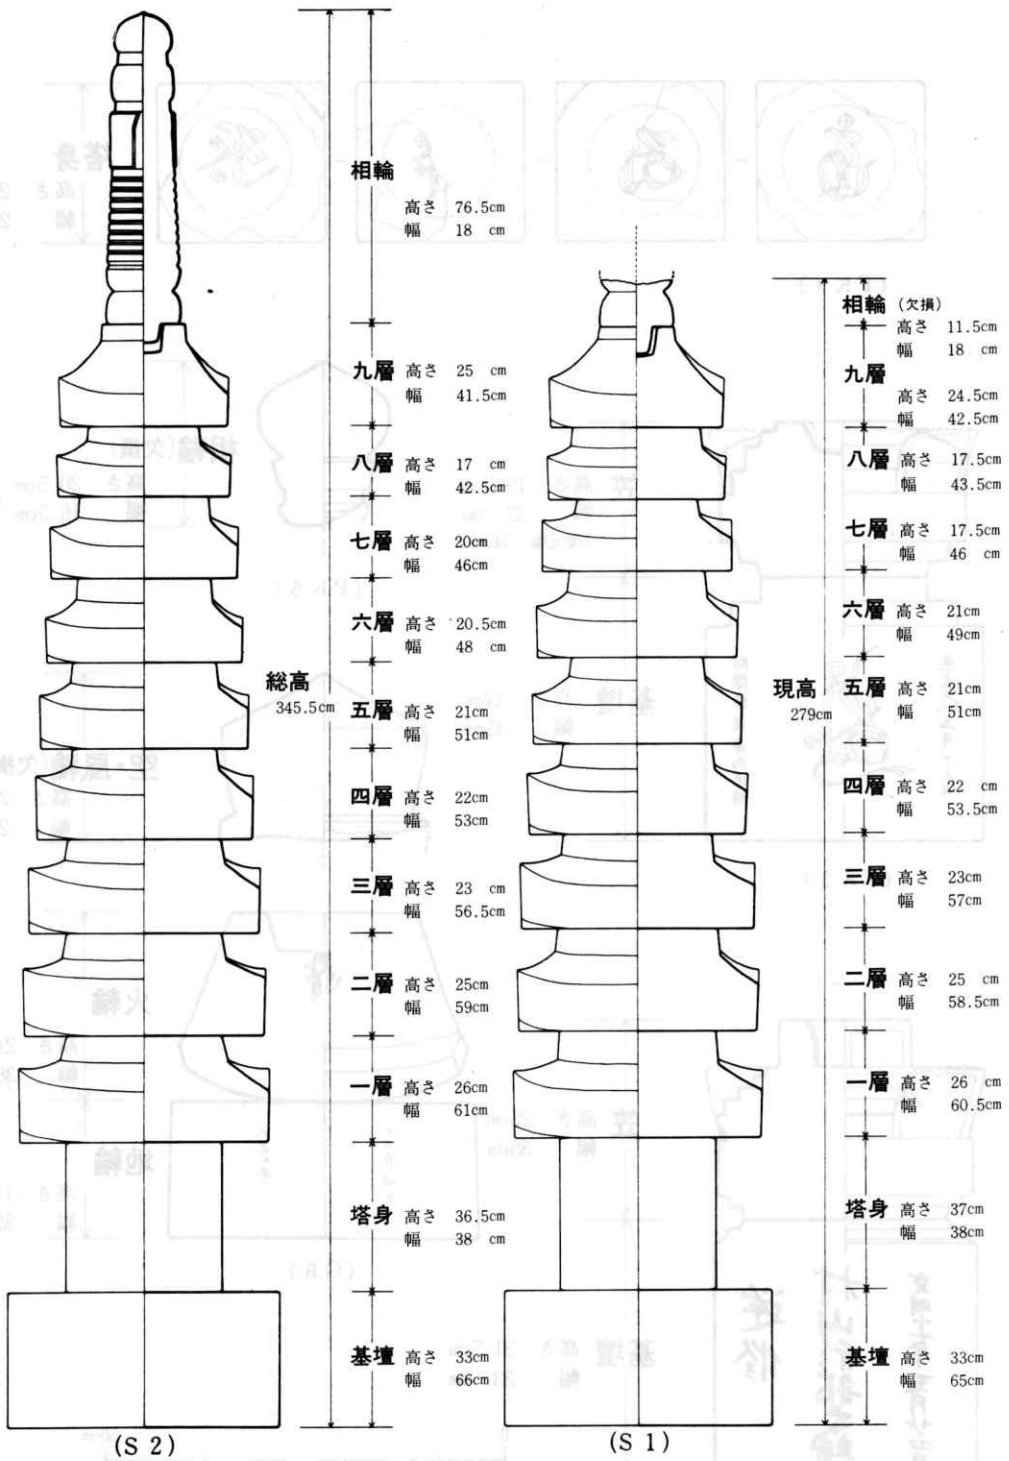 相輪
高さ 76.5cm
幅 18 cm
九層 高さ 25 cm
幅 41.5cm
八層 高さ 17 cm
幅 42.5cm
七層 高さ 20cm
幅 46cm
六層 高さ 20.5cm
幅 48 cm
総高
345.5cm
五層 高さ 21cm
幅 51cm
四層 高さ 22cm
幅 53cm
三層 高さ 23 cm
幅 56.5cm
二層 高さ 25cm
幅 59cm
一層 高さ 26cm
幅 61cm
塔身 高さ 36.5cm
幅 38 cm
基壇 高さ 33cm
幅 66cm
(S 2)
相輪 (欠損)
高さ 11.5cm
幅 18 cm
九層
高さ 24.5cm
幅 42.5cm
八層 高さ 17.5cm
幅 43.5cm
七層 高さ 17.5cm
幅 46 cm
六層 高さ 21cm
幅 49cm
現高
279cm
五層 高さ 21cm
幅 51cm
四層 高さ 22 cm
幅 53.5cm
三層 高さ 23cm
幅 57cm
二層 高さ 25 cm
幅 58.5cm
一層 高さ 26 cm
幅 60.5cm
塔身 高さ 37cm
幅 38cm
基壇 高さ 33cm
幅 65cm
(S 1)